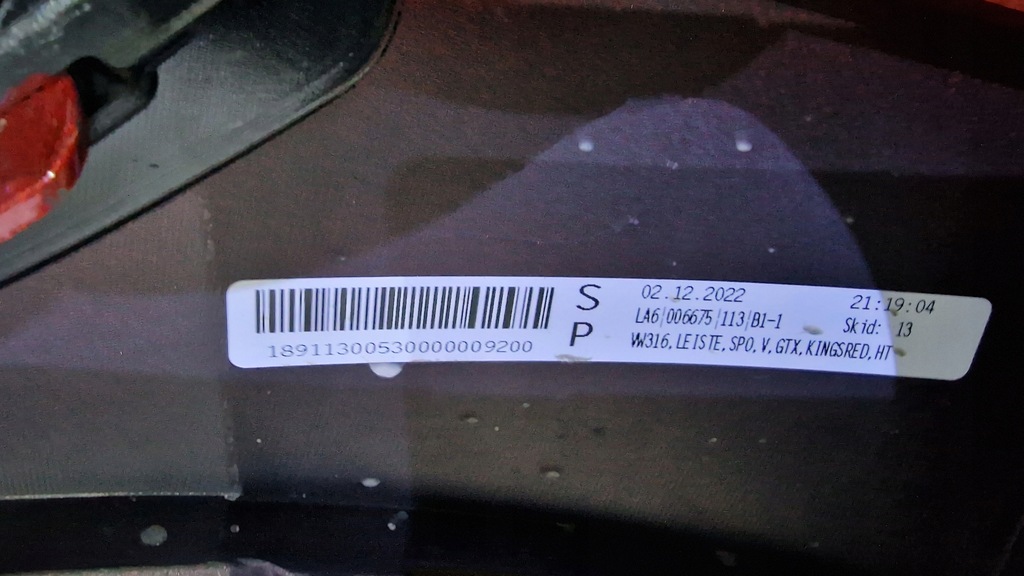 18911300530000009200
S
P
02.12.2022 21:19:04
LA6/006675/113/B1-1 Skid: 13
VW316, LEISTE, SPO, V, GTX, KINGSRED, HT